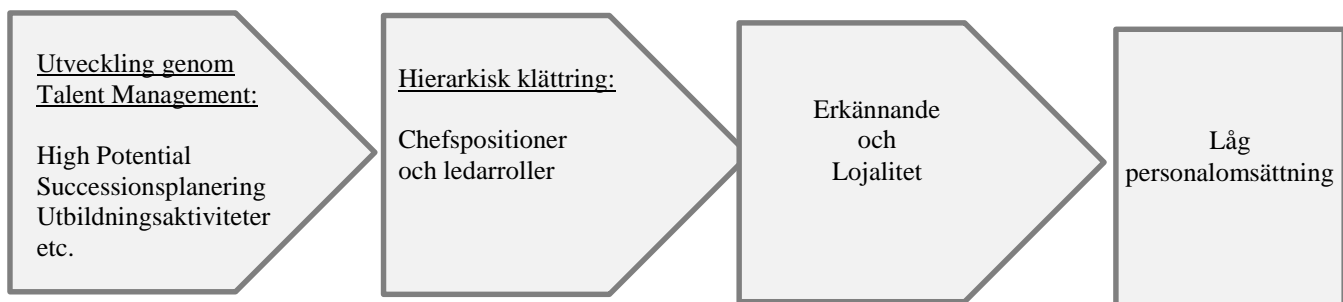 Utveckling genom
Talent Management:
High Potential
Successionsplanering
Utbildningsaktiviteter
etc.
Hierarkisk klättring:
Chefspositioner
och ledarroller
Erkännande
och
Lojalitet
Låg
personalomsättning